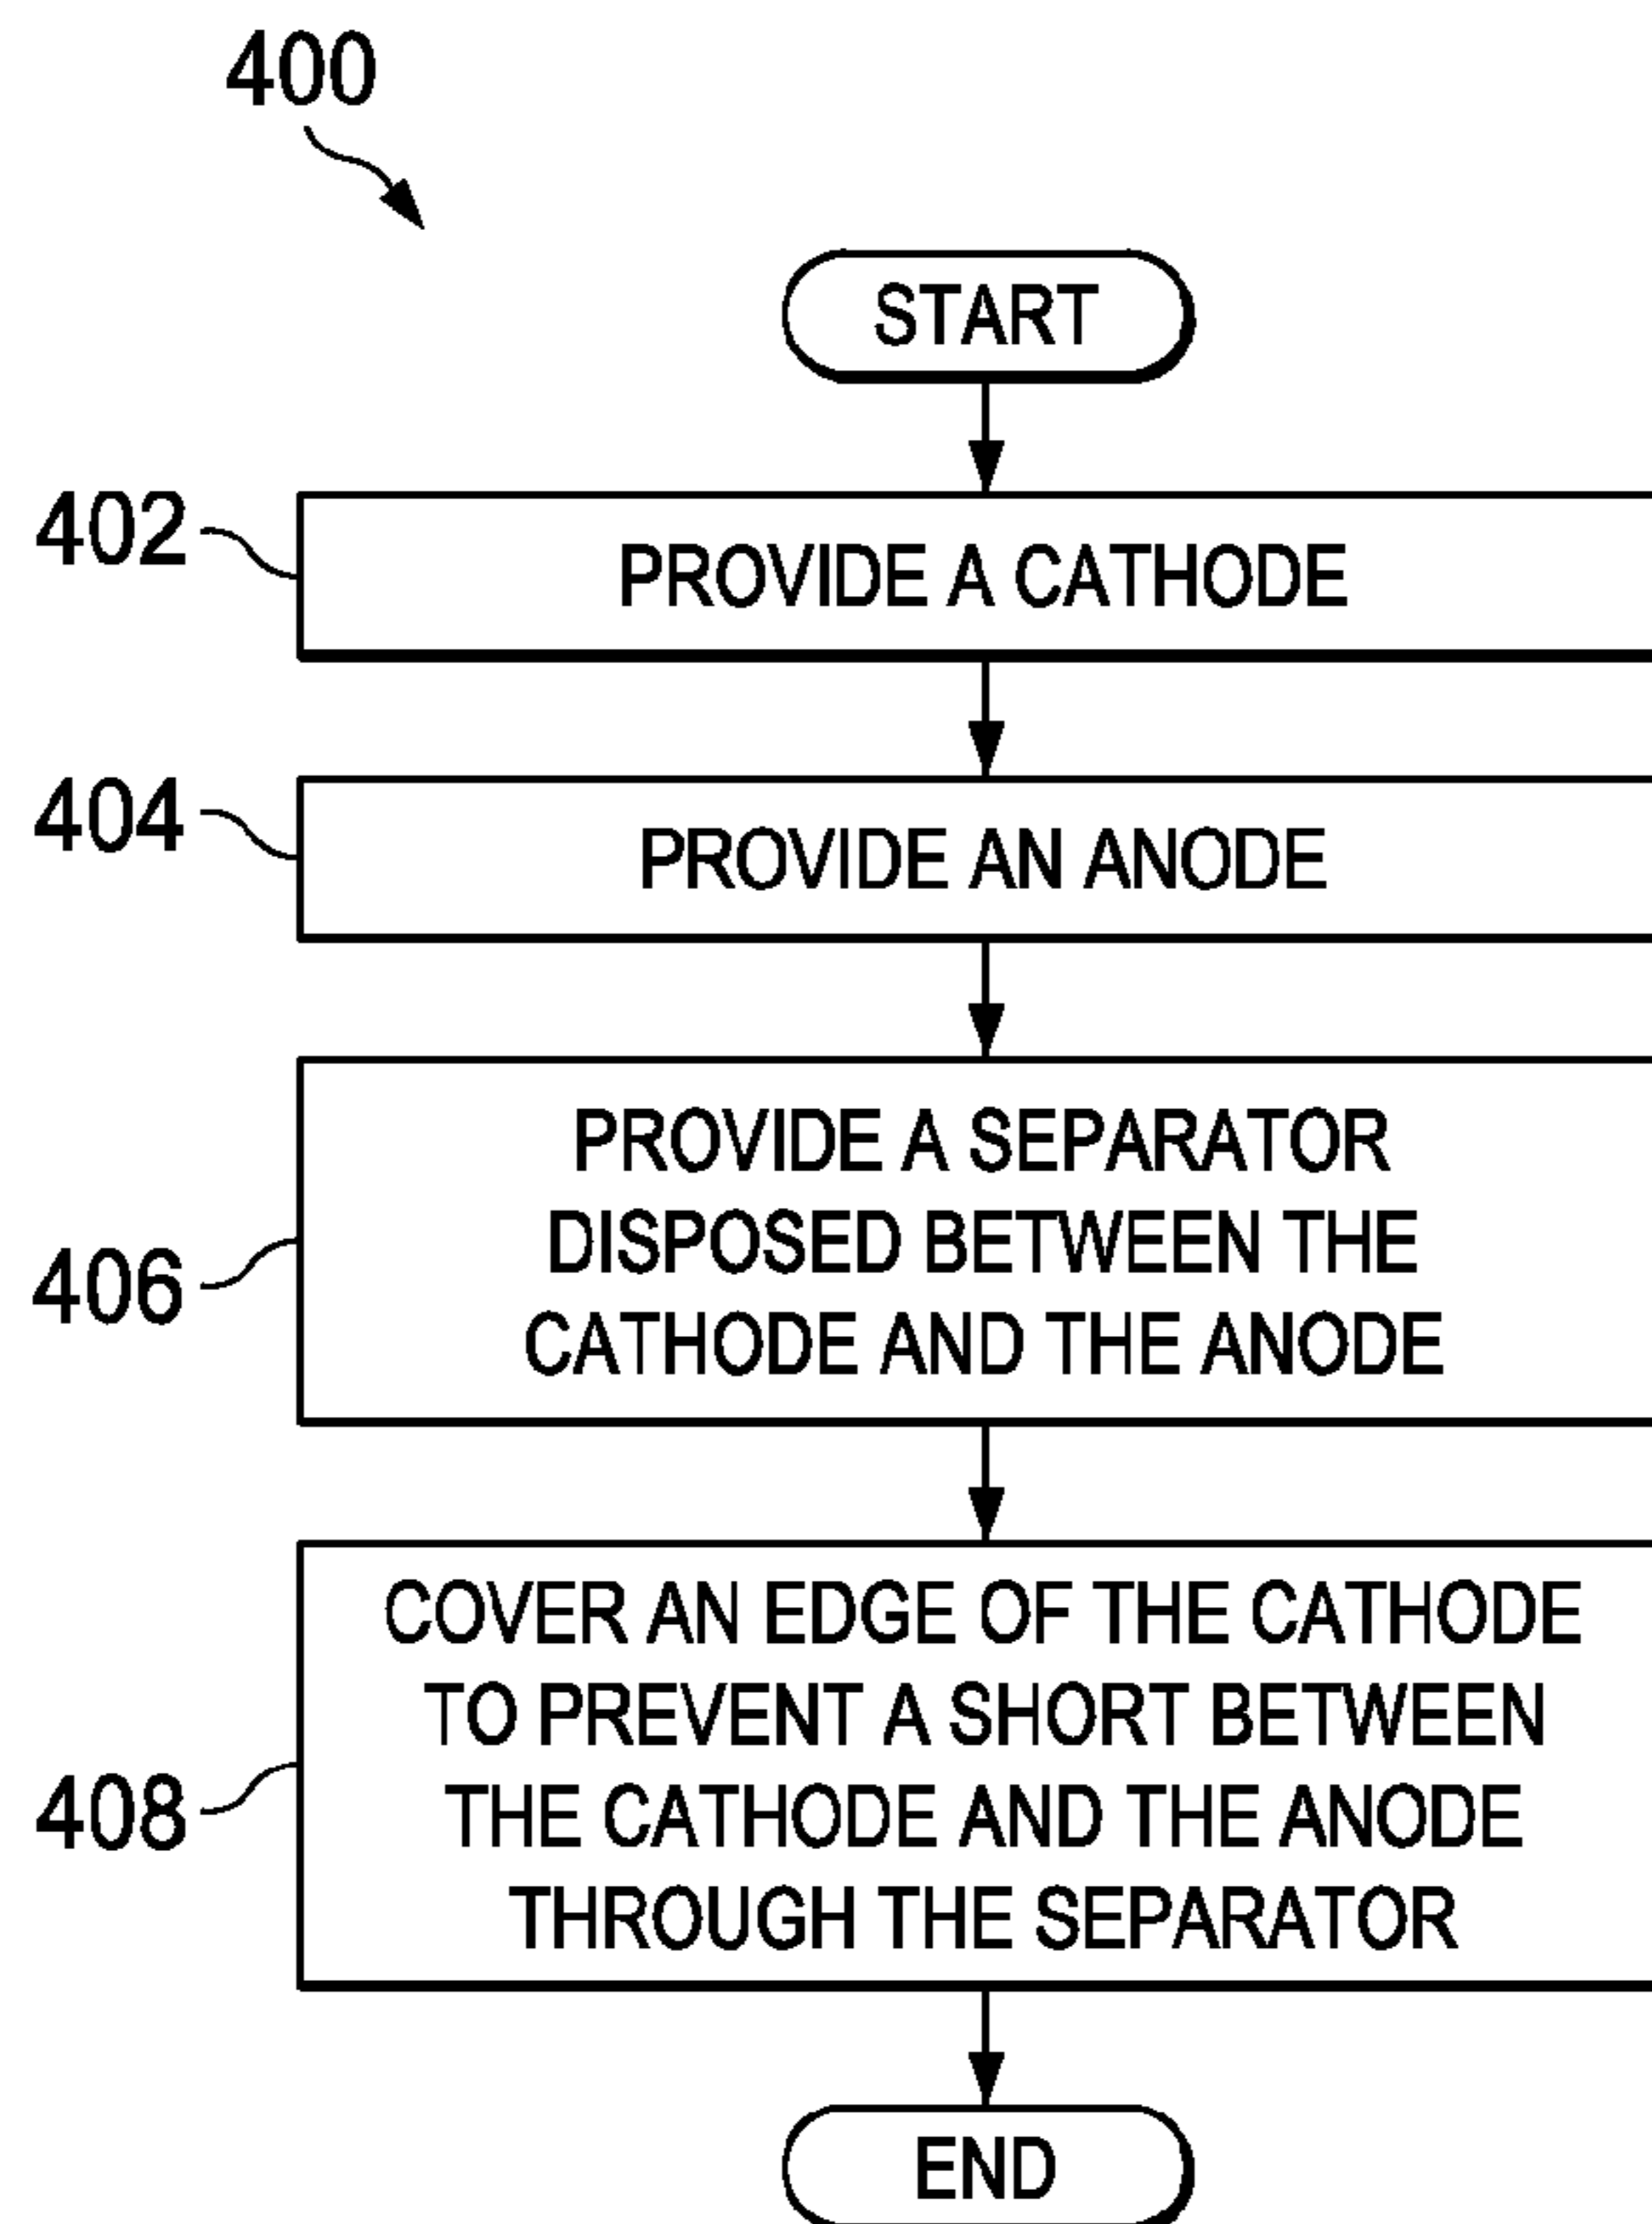 400
START
402
PROVIDE A CATHODE
404
PROVIDE AN ANODE
406
PROVIDE A SEPARATOR
DISPOSED BETWEEN THE
CATHODE AND THE ANODE
408
COVER AN EDGE OF THE CATHODE
TO PREVENT A SHORT BETWEEN
THE CATHODE AND THE ANODE
THROUGH THE SEPARATOR
END